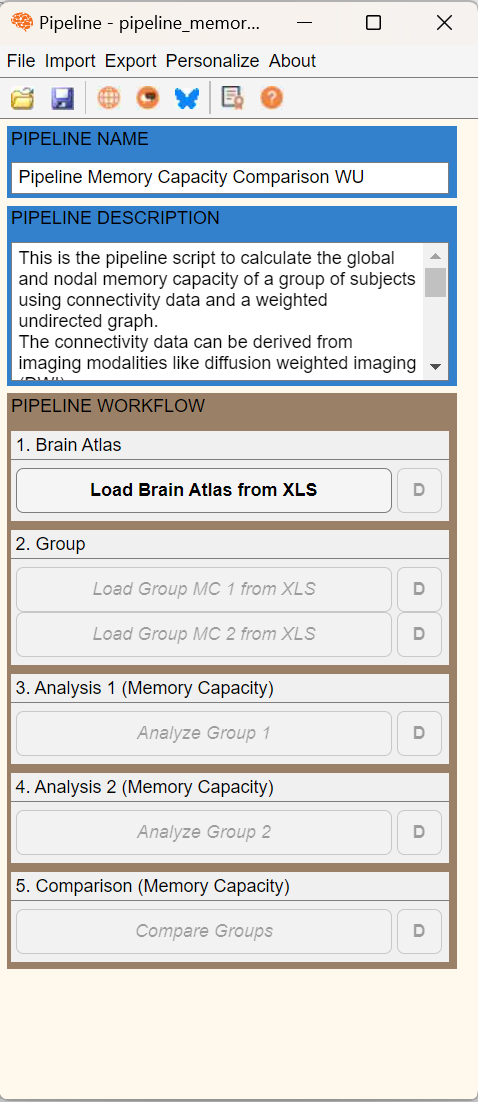 Pipeline - pipeline_memor...
File Import Export Personalize About
PIPELINE NAME
Pipeline Memory Capacity Comparison WU
PIPELINE DESCRIPTION
This is the pipeline script to calculate the global
and nodal memory capacity of a group of subjects
using connectivity data and a weighted
undirected graph.
The connectivity data can be derived from
imaging modalities like diffusion weighted imaging
(DWI)
PIPELINE WORKFLOW
1. Brain Atlas
Load Brain Atlas from XLS D
2. Group
Load Group MC 1 from XLS D
Load Group MC 2 from XLS D
3. Analysis 1 (Memory Capacity)
Analyze Group 1 D
4. Analysis 2 (Memory Capacity)
Analyze Group 2 D
5. Comparison (Memory Capacity)
Compare Groups D